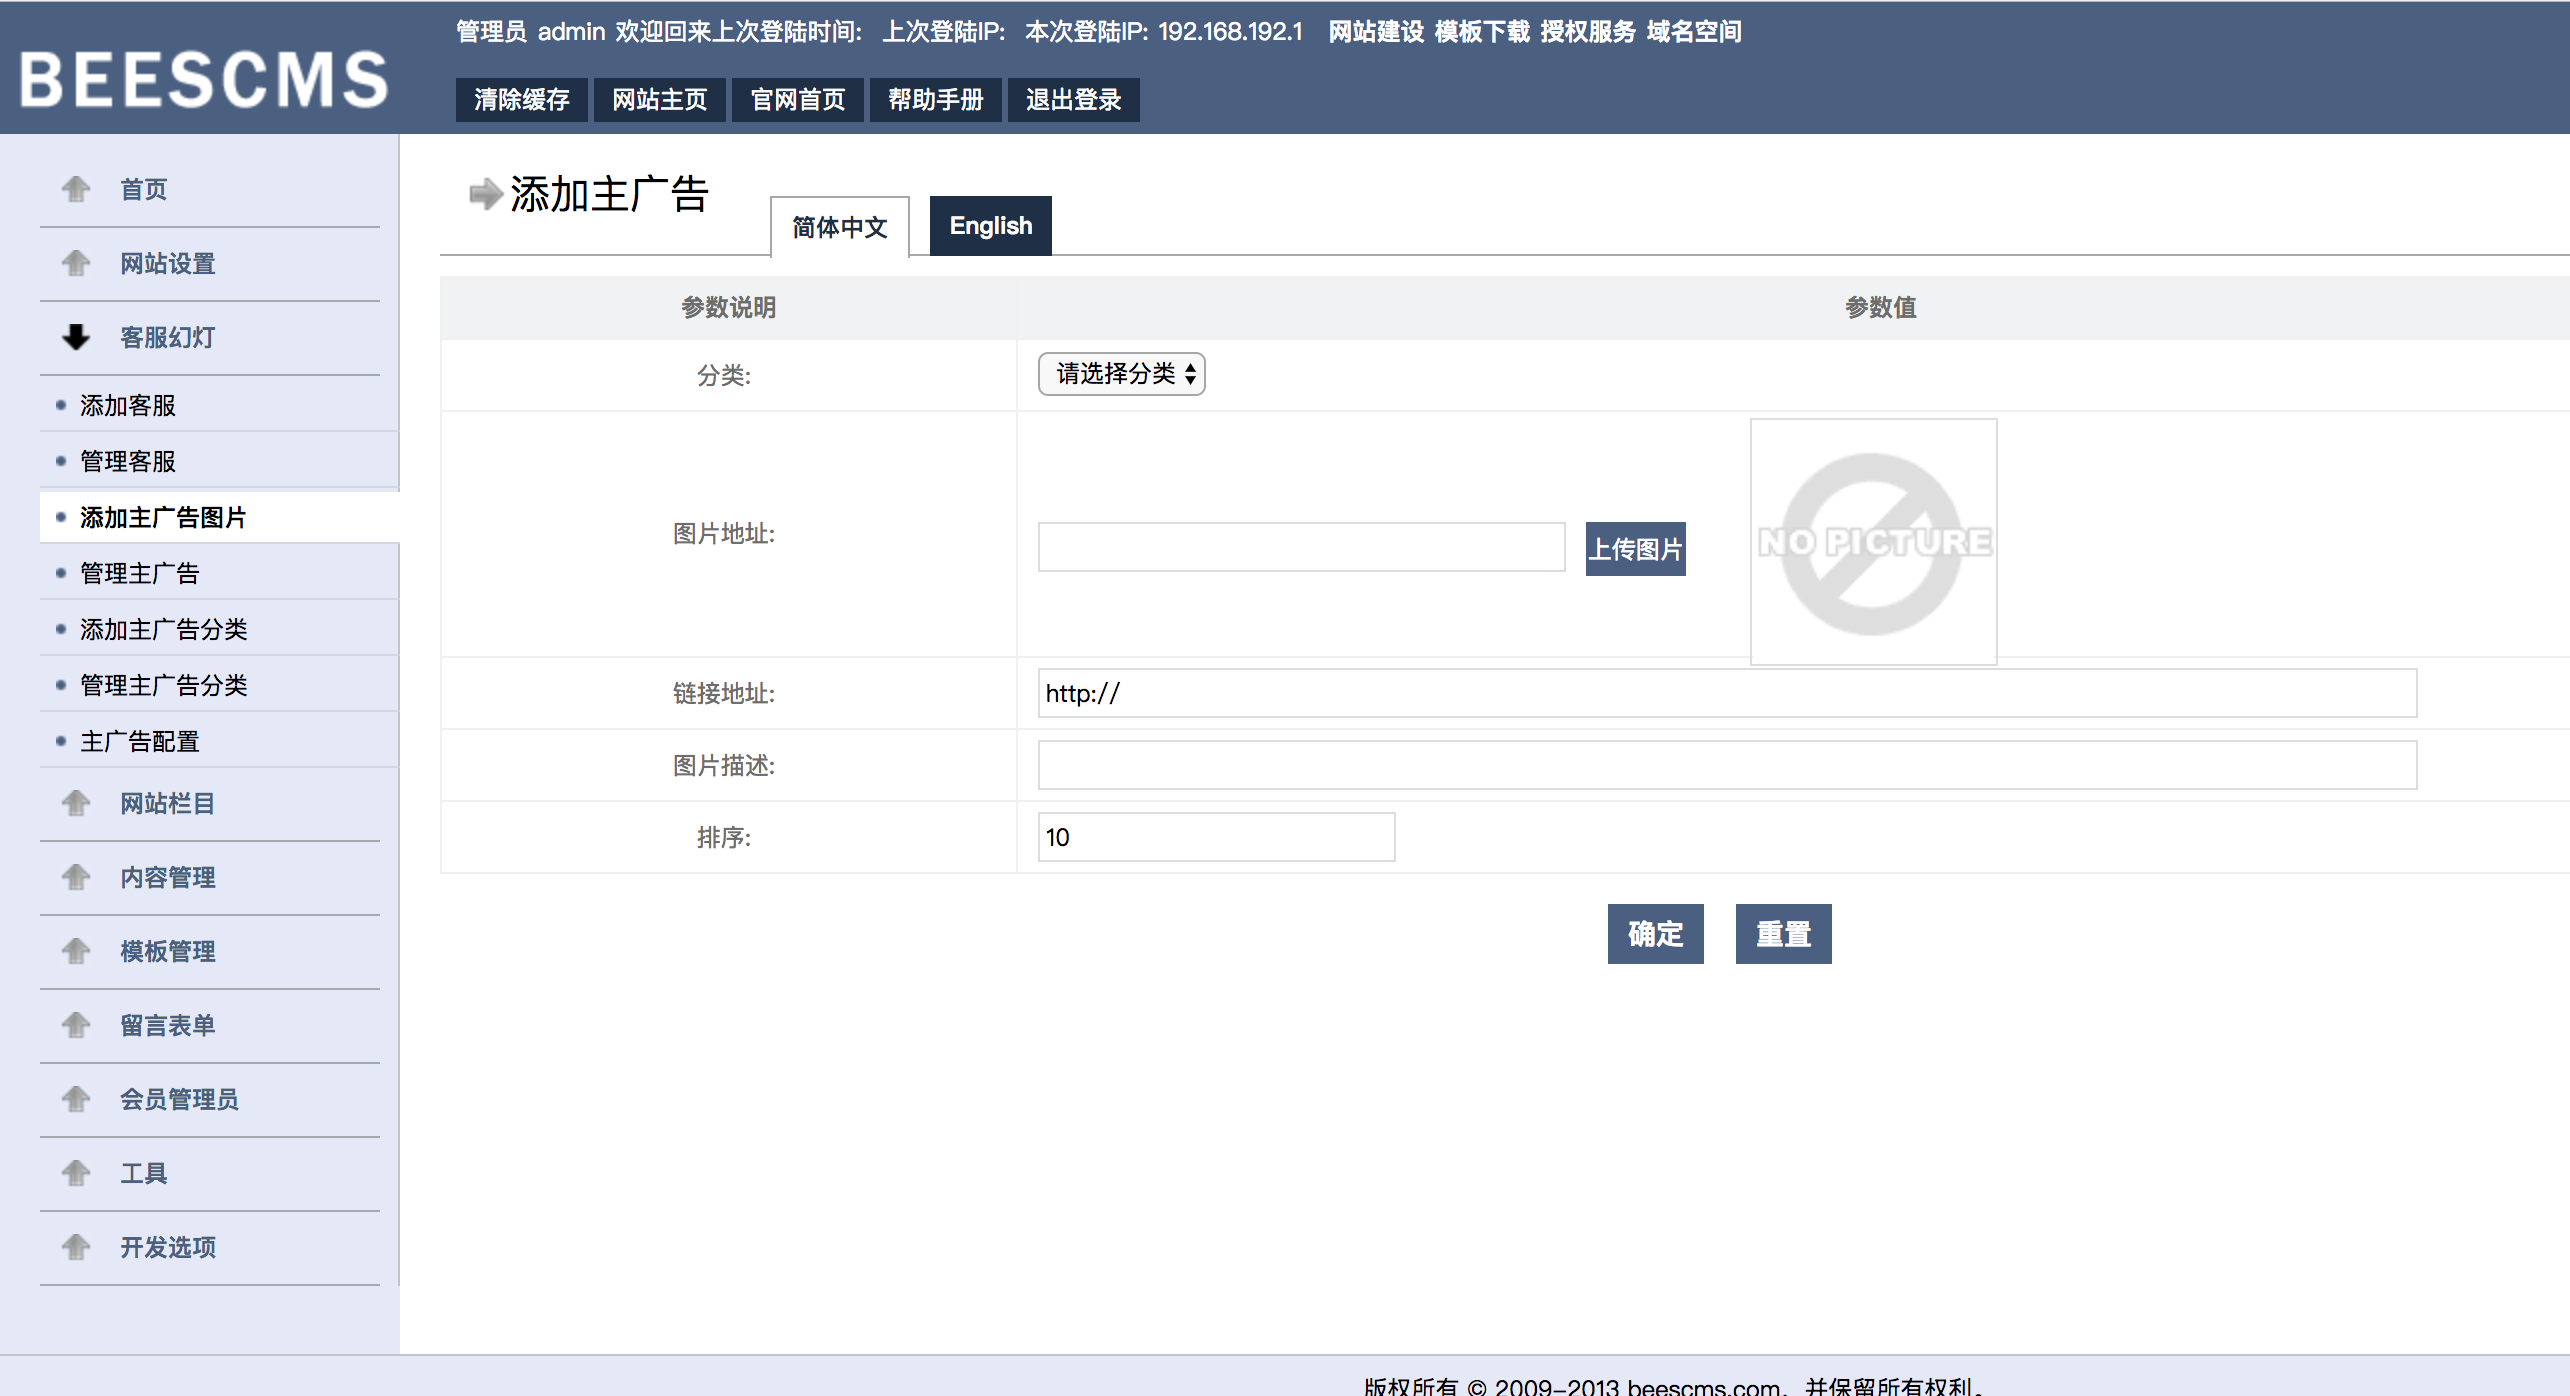 BEESCMS
管理员 admin 欢迎回来上次登陆时间: 上次登陆IP: 本次登陆IP: 192.168.192.1 网站建设 模板下载 授权服务 域名空间
清除缓存 网站主页 官网首页 帮助手册 退出登录
首页
网站设置
客服幻灯
添加客服
管理客服
添加主广告图片
管理主广告
添加主广告分类
管理主广告分类
主广告配置
网站栏目
内容管理
模板管理
留言表单
会员管理员
工具
开发选项
添加主广告
简体中文 English
参数说明 参数值
分类: 请选择分类
图片地址: 上传图片 NO PICTURE
链接地址: http://
图片描述:
排序: 10
确定 重置
版权所有 © 2009-2013 beescms.com，并保留所有权利。